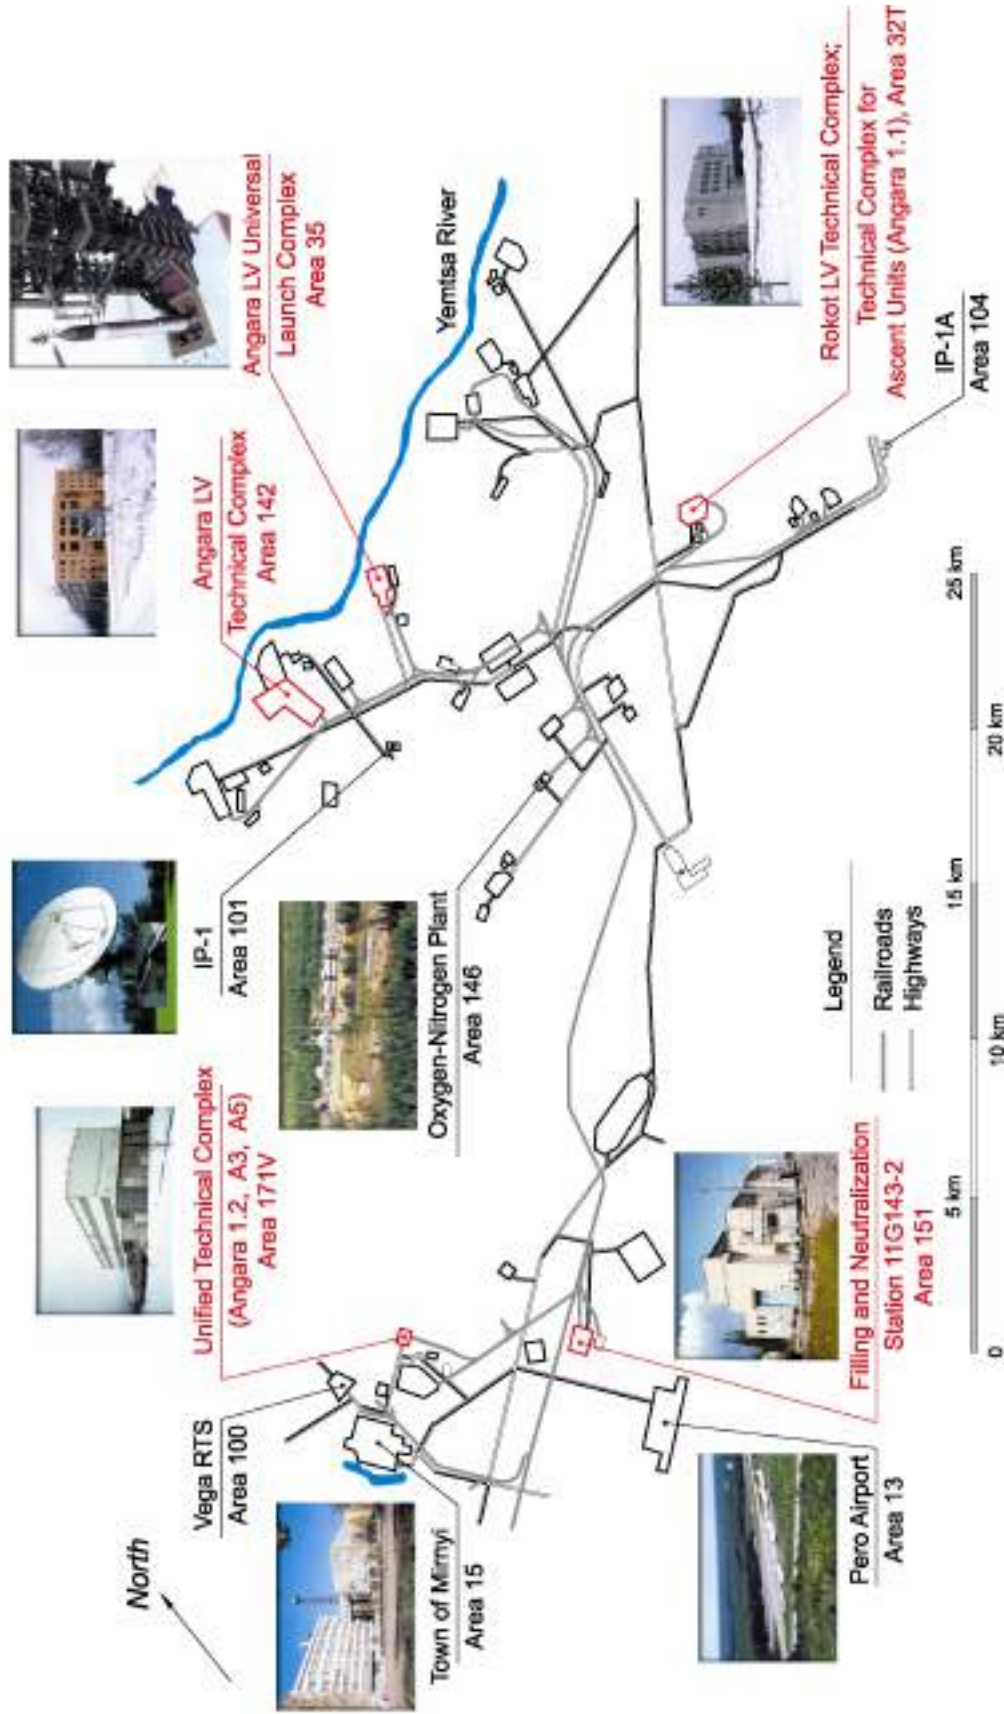 North
Vega RTS
Area 100
Town of Mirnyi
Area 15
Unified Technical Complex
(Angara 1.2, A3, A5)
Area 171V
IP-1
Area 101
Angara LV
Technical Complex
Area 142
Angara LV Universal
Launch Complex
Area 35
Yemtsa River
Oxygen-Nitrogen Plant
Area 146
Pero Airport
Area 13
Filling and Neutralization
Station 11G143-2
Area 151
Legend
Railroads
Highways
Rokot LV Technical Complex;
Technical Complex for
Ascent Units (Angara 1.1), Area 32T
IP-1A
Area 104
0
5 km
10 km
15 km
20 km
25 km